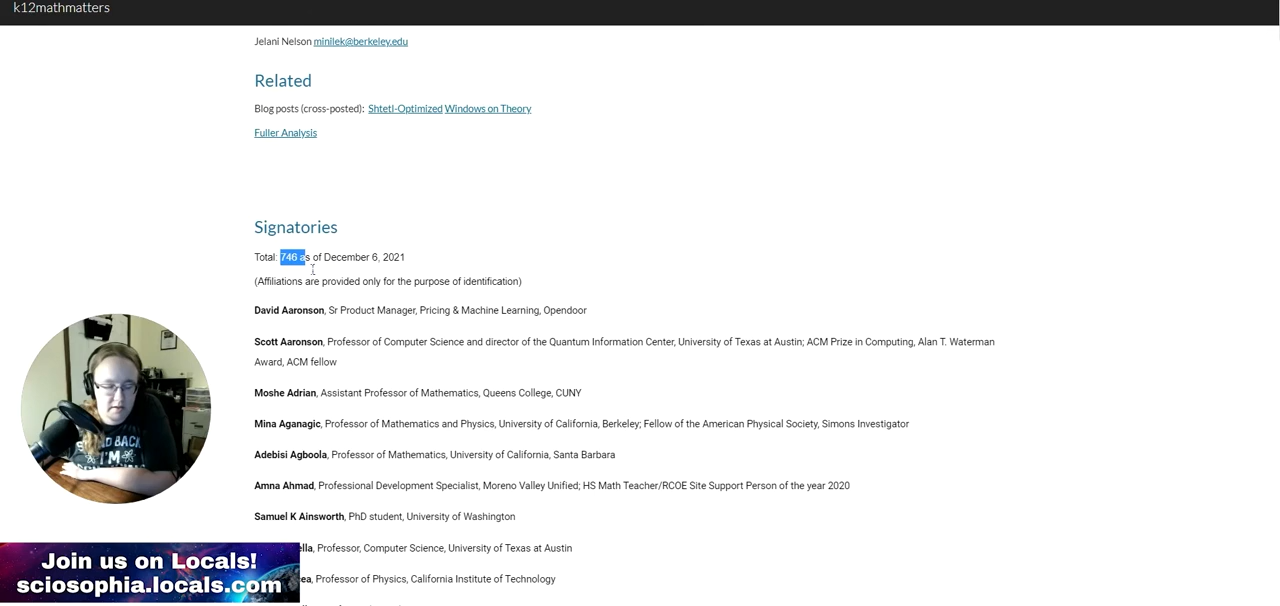 k12mathmatters
Jelani Nelson minilek@berkeley.edu
Related
Blog posts (cross-posted): Shtetl-Optimized Windows on Theory
Fuller Analysis
Signatories
Total: 746 as of December 6, 2021
(Affiliations are provided only for the purpose of identification)
David Aaronson, Sr Product Manager, Pricing & Machine Learning, Opendoor
Scott Aaronson, Professor of Computer Science and director of the Quantum Information Center, University of Texas at Austin; ACM Prize in Computing, Alan T. Waterman
Award, ACM fellow
Moshe Adrian, Assistant Professor of Mathematics, Queens College, CUNY
Mina Aganagic, Professor of Mathematics and Physics, University of California, Berkeley; Fellow of the American Physical Society, Simons Investigator
Adebisi Agboola, Professor of Mathematics, University of California, Santa Barbara
Amna Ahmad, Professional Development Specialist, Moreno Valley Unified; HS Math Teacher/RCOE Site Support Person of the year 2020
Samuel K Ainsworth, PhD student, University of Washington
ella, Professor, Computer Science, University of Texas at Austin
ea, Professor of Physics, California Institute of Technology
BACK
I'M
Join us on Locals!
sciosophia.locals.com